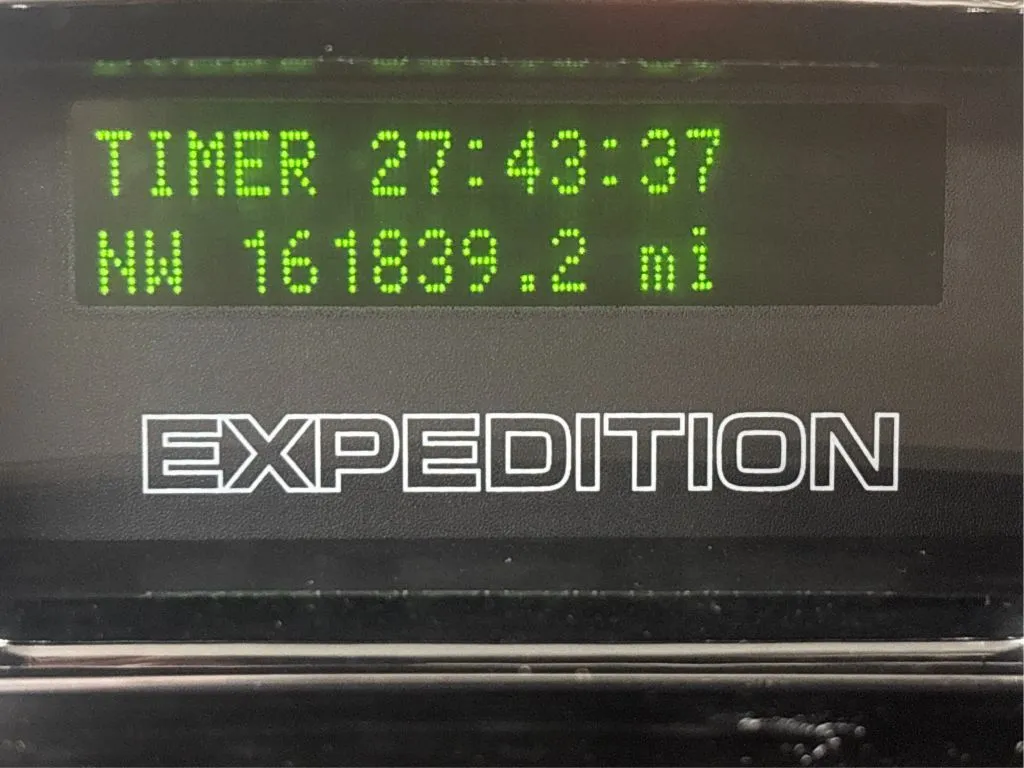 TIMER 27:43:37
NW 161839.2 mi
EXPEDITION